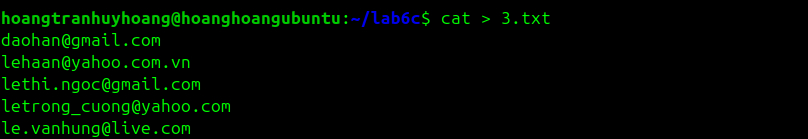 hoangtranhuyhoang@hoanghoangubuntu:~/lab6c$ cat > 3.txt
daohan@gmail.com
lehaan@yahoo.com.vn
lethi.ngoc@gmail.com
letrong_cuong@yahoo.com
le.vanhung@live.com